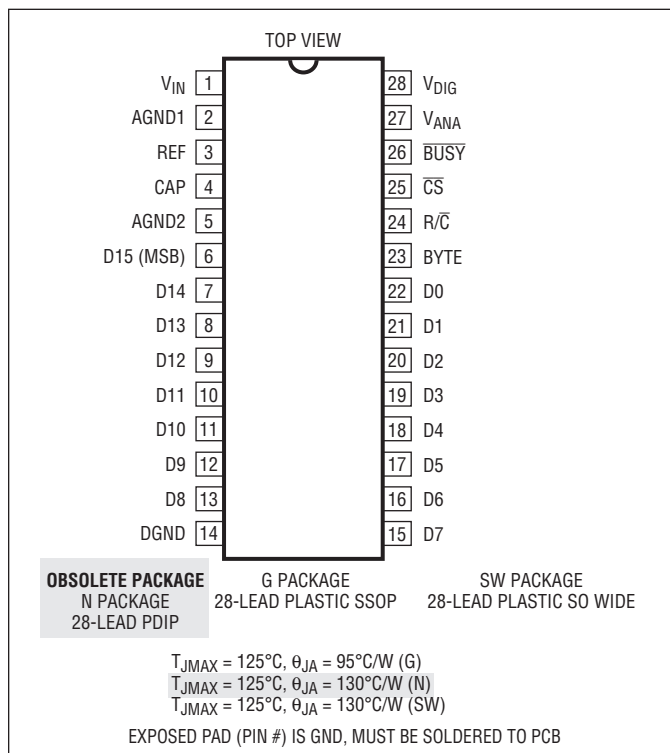 TOP VIEW
V_IN 1 28 V_DIG
AGND1 2 27 V_ANA
REF 3 26 B̅U̅S̅Y̅
CAP 4 25 C̅S̅
AGND2 5 24 R/C̅
D15 (MSB) 6 23 BYTE
D14 7 22 D0
D13 8 21 D1
D12 9 20 D2
D11 10 19 D3
D10 11 18 D4
D9 12 17 D5
D8 13 16 D6
DGND 14 15 D7
OBSOLETE PACKAGE
N PACKAGE
28-LEAD PDIP
G PACKAGE
28-LEAD PLASTIC SSOP
SW PACKAGE
28-LEAD PLASTIC SO WIDE
T_JMAX = 125°C, θ_JA = 95°C/W (G)
T_JMAX = 125°C, θ_JA = 130°C/W (N)
T_JMAX = 125°C, θ_JA = 130°C/W (SW)
EXPOSED PAD (PIN #) IS GND, MUST BE SOLDERED TO PCB